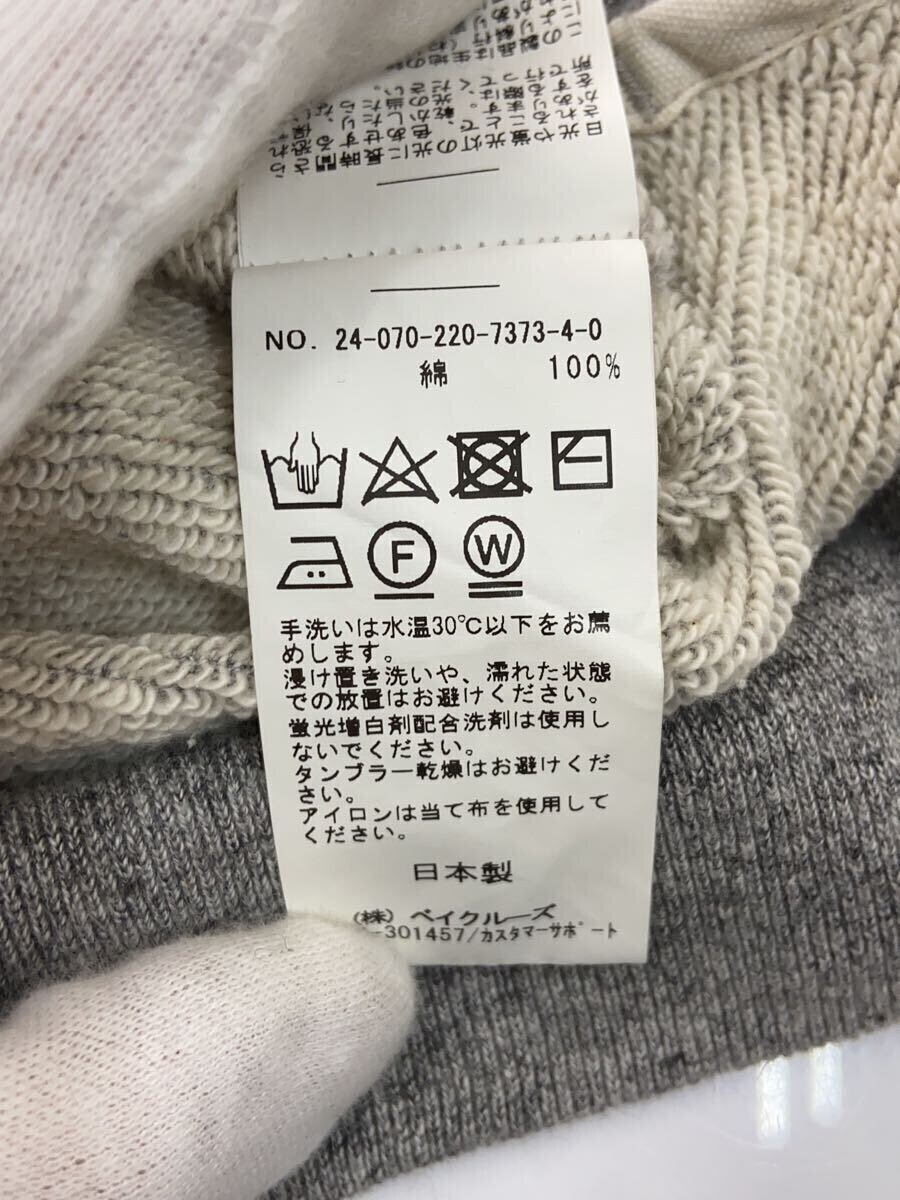 NO. 24-070-220-7373-4-0
綿 100%
F W
手洗いは水温30℃以下をお薦
めします。
浸け置き洗いや、濡れた状態
での放置はお避けください。
蛍光増白剤配合洗剤は使用し
ないでください。
タンブラー乾燥はお避けくだ
さい。
アイロンは当て布を使用して
ください。
日本製
(株) ベイクルーズ
-301457/カスタマーサポート